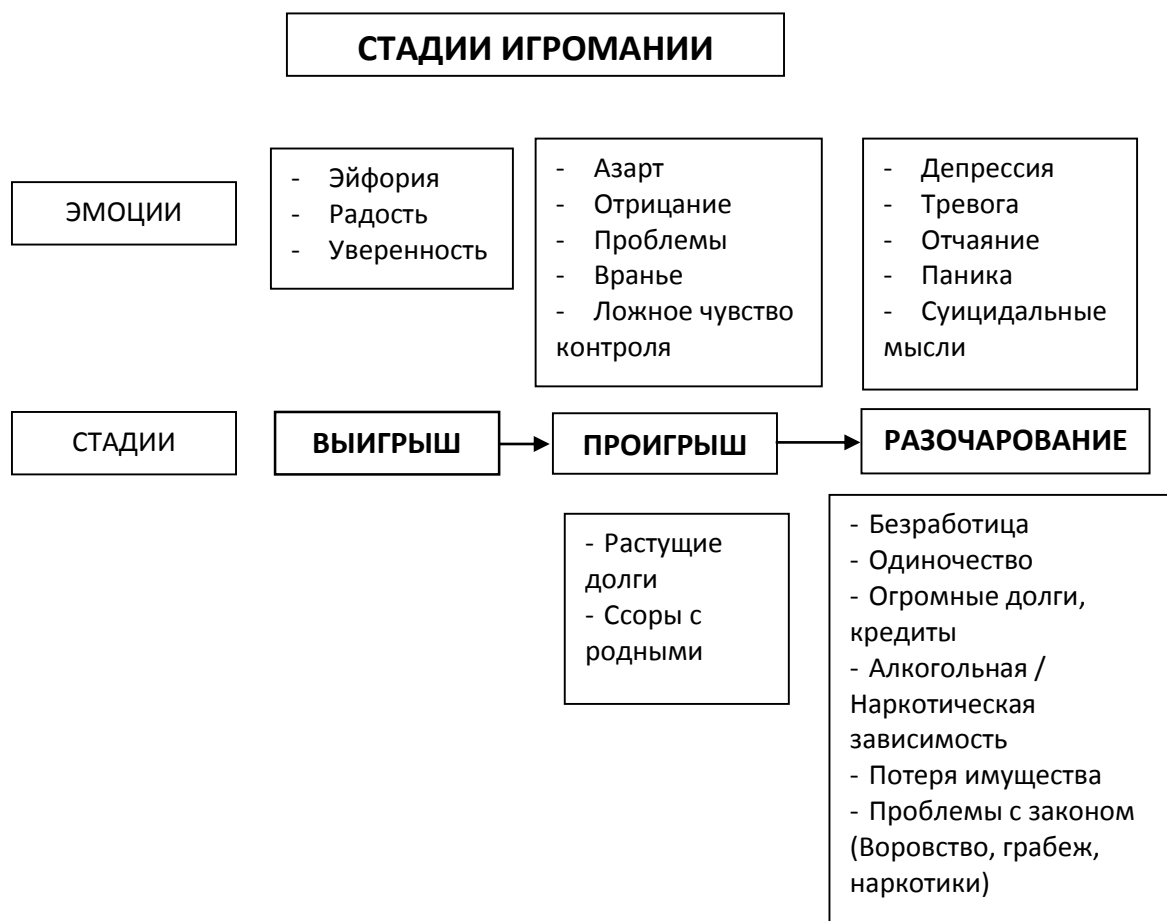 СТАДИИ ИГРОМАНИИ
ЭМОЦИИ
- Эйфория
- Радость
- Уверенность
- Азарт
- Отрицание
- Проблемы
- Вранье
- Ложное чувство
контроля
- Депрессия
- Тревога
- Отчаяние
- Паника
- Суицидальные
мысли
СТАДИИ
ВЫИГРЫШ
ПРОИГРЫШ
РАЗОЧАРОВАНИЕ
- Растущие
долги
- Ссоры с
родными
- Безработица
- Одиночество
- Огромные долги,
кредиты
- Алкогольная /
Наркотическая
зависимость
- Потеря имущества
- Проблемы с законом
(Воровство, грабеж,
наркотики)